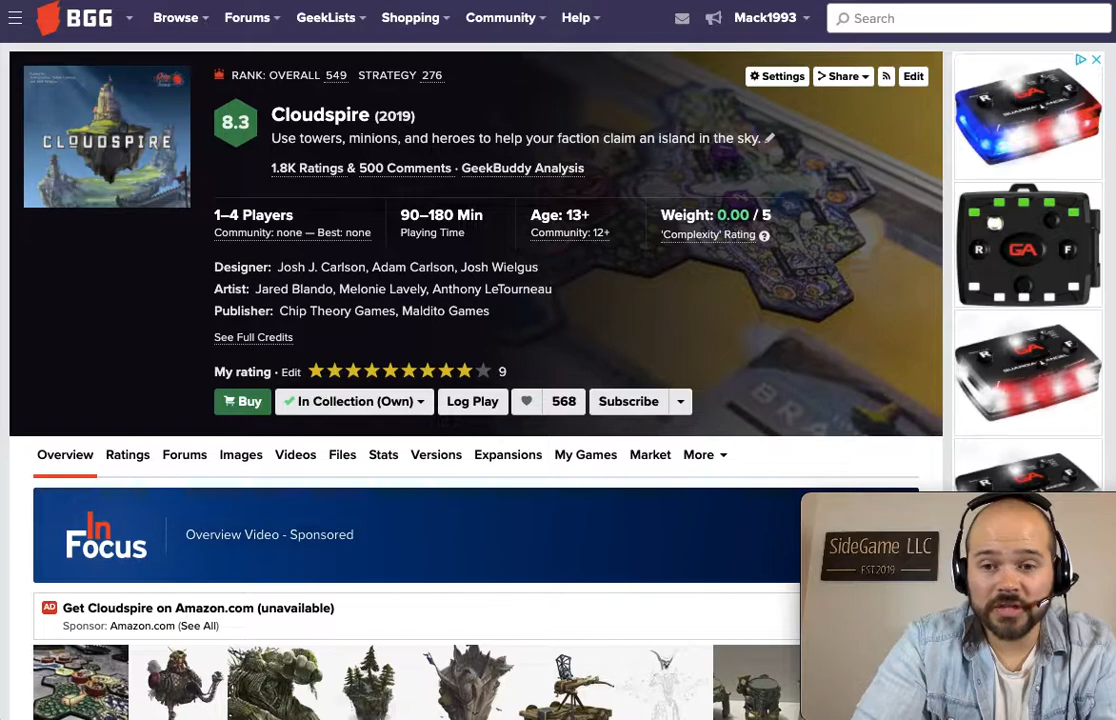 BGG
Browse Forums GeekLists Shopping Community Help Mack1993 Search
CLOUDSPIRE
RANK: OVERALL 549 STRATEGY 276
Settings Share Edit
8.3
Cloudspire (2019)
Use towers, minions, and heroes to help your faction claim an island in the sky.
1.8K Ratings & 500 Comments · GeekBuddy Analysis
1–4 Players 90–180 Min Age: 13+ Weight: 0.00 / 5
Community: none — Best: none Playing Time Community: 12+ 'Complexity' Rating ?
Designer: Josh J. Carlson, Adam Carlson, Josh Wielgus
Artist: Jared Blando, Melonie Lavely, Anthony LeTourneau
Publisher: Chip Theory Games, Maldito Games
See Full Credits
My rating · Edit 9
Buy In Collection (Own) Log Play 568 Subscribe
Overview Ratings Forums Images Videos Files Stats Versions Expansions My Games Market More
In Focus
Overview Video - Sponsored
AD Get Cloudspire on Amazon.com (unavailable)
Sponsor: Amazon.com (See All)
GA
R GA F
GA
GA
SideGame LLC
EST.2019